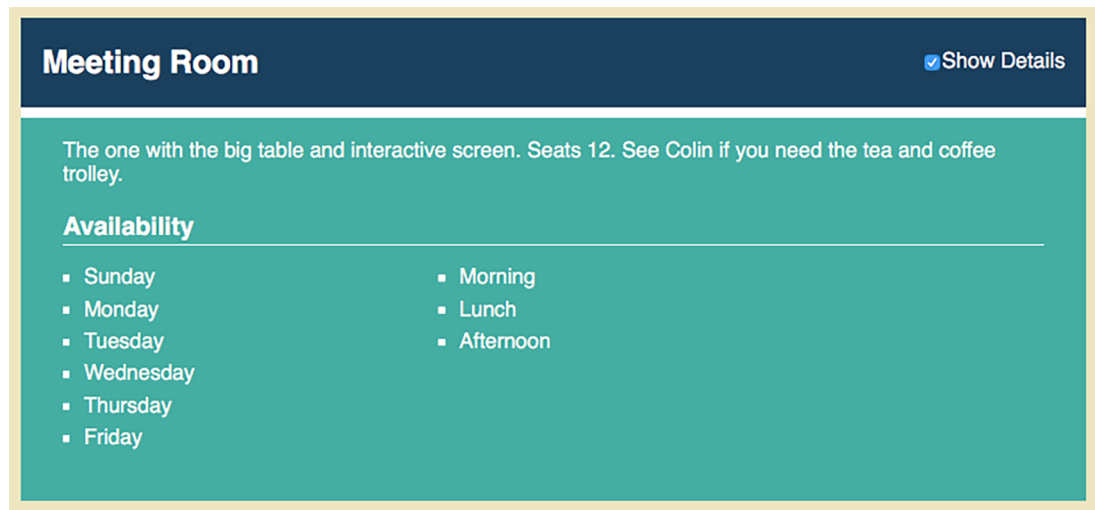 Meeting Room
Show Details
The one with the big table and interactive screen. Seats 12. See Colin if you need the tea and coffee
trolley.
Availability
Sunday
Monday
Tuesday
Wednesday
Thursday
Friday
Morning
Lunch
Afternoon